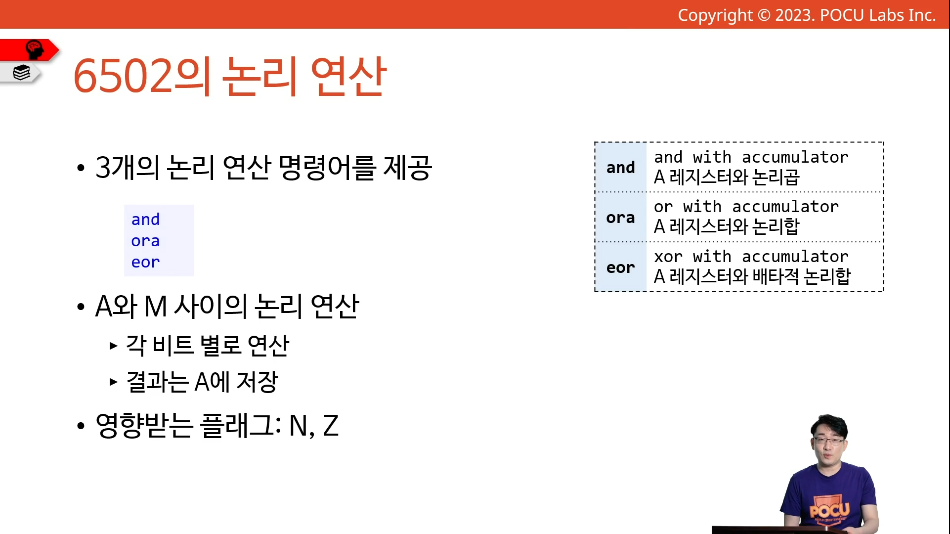 Copyright © 2023. POCU Labs Inc.
6502의 논리 연산
• 3개의 논리 연산 명령어를 제공
and
ora
eor
• A와 M 사이의 논리 연산
▸ 각 비트 별로 연산
▸ 결과는 A에 저장
• 영향받는 플래그: N, Z
and
and with accumulator
A 레지스터와 논리곱
ora
or with accumulator
A 레지스터와 논리합
eor
xor with accumulator
A 레지스터와 배타적 논리합
POCU